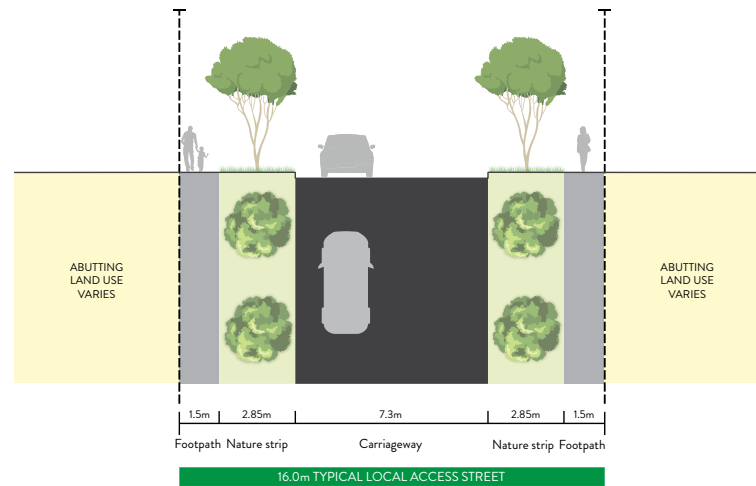 ABUTTING
LAND USE
VARIES
ABUTTING
LAND USE
VARIES
1.5m 2.85m 7.3m 2.85m 1.5m
Footpath Nature strip Carriageway Nature strip Footpath
16.0m TYPICAL LOCAL ACCESS STREET